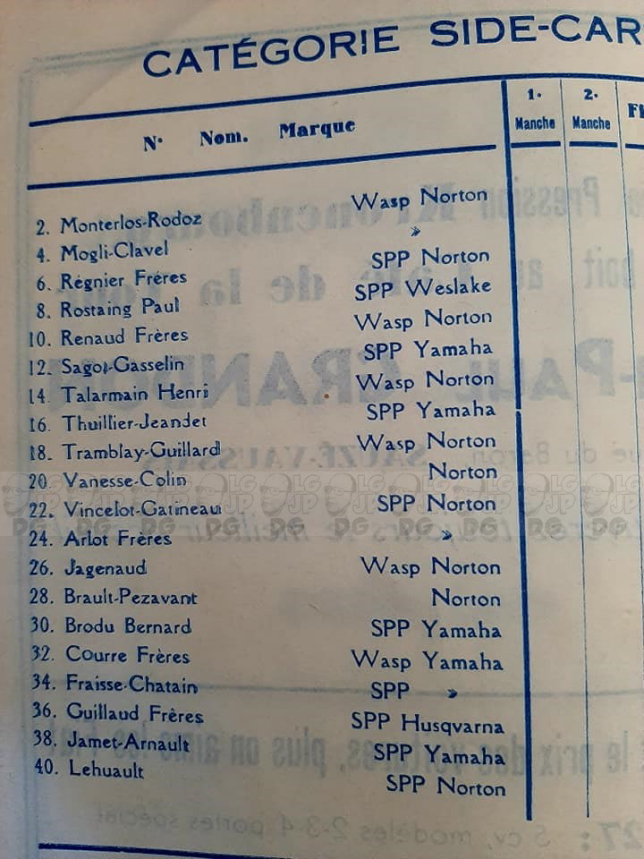 CATÉGORIE SIDE-CAR
N· Nom. Marque 1· Manche 2· Manche
2. Monterlos-Rodoz Wasp Norton
4. Mogli-Clavel »
6. Régnier Frères SPP Norton
8. Rostaing Paul SPP Weslake
10. Renaud Frères Wasp Norton
12. Sagot-Gasselin SPP Yamaha
14. Talarmain Henri Wasp Norton
16. Thuillier-Jeandet SPP Yamaha
18. Tramblay-Guillard Wasp Norton
20. Vanesse-Colin Norton
22. Vincelot-Gatineau SPP Norton
24. Arlot Frères »
26. Jagenaud Wasp Norton
28. Brault-Pezavant Norton
30. Brodu Bernard SPP Yamaha
32. Courre Frères Wasp Yamaha
34. Fraisse-Chatain SPP »
36. Guillaud Frères SPP Husqvarna
38. Jamet-Arnault SPP Yamaha
40. Lehuault SPP Norton